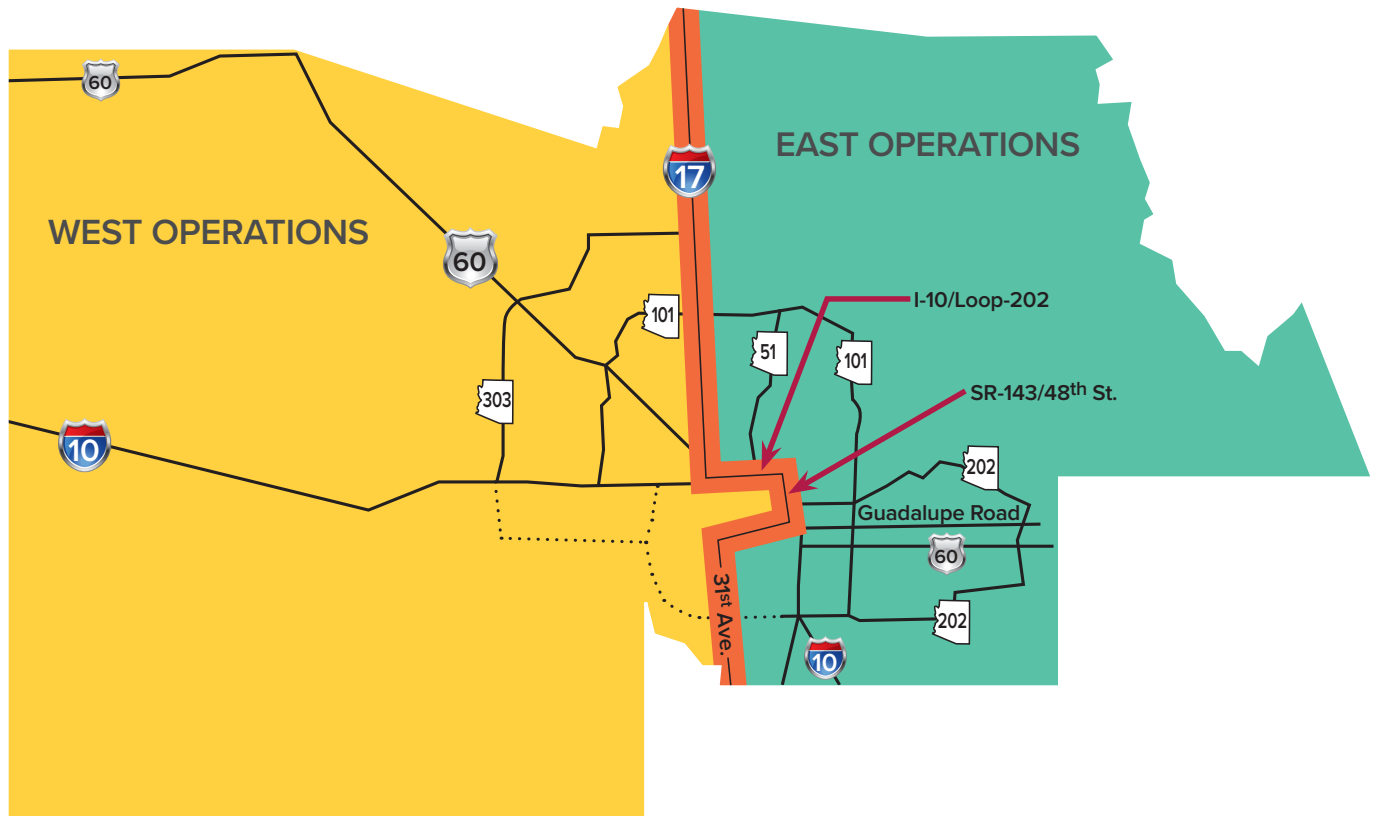 60
EAST OPERATIONS
17
WEST OPERATIONS
60
I-10/Loop-202
101
51
101
SR-143/48th St.
303
10
202
Guadalupe Road
60
31st Ave.
202
10